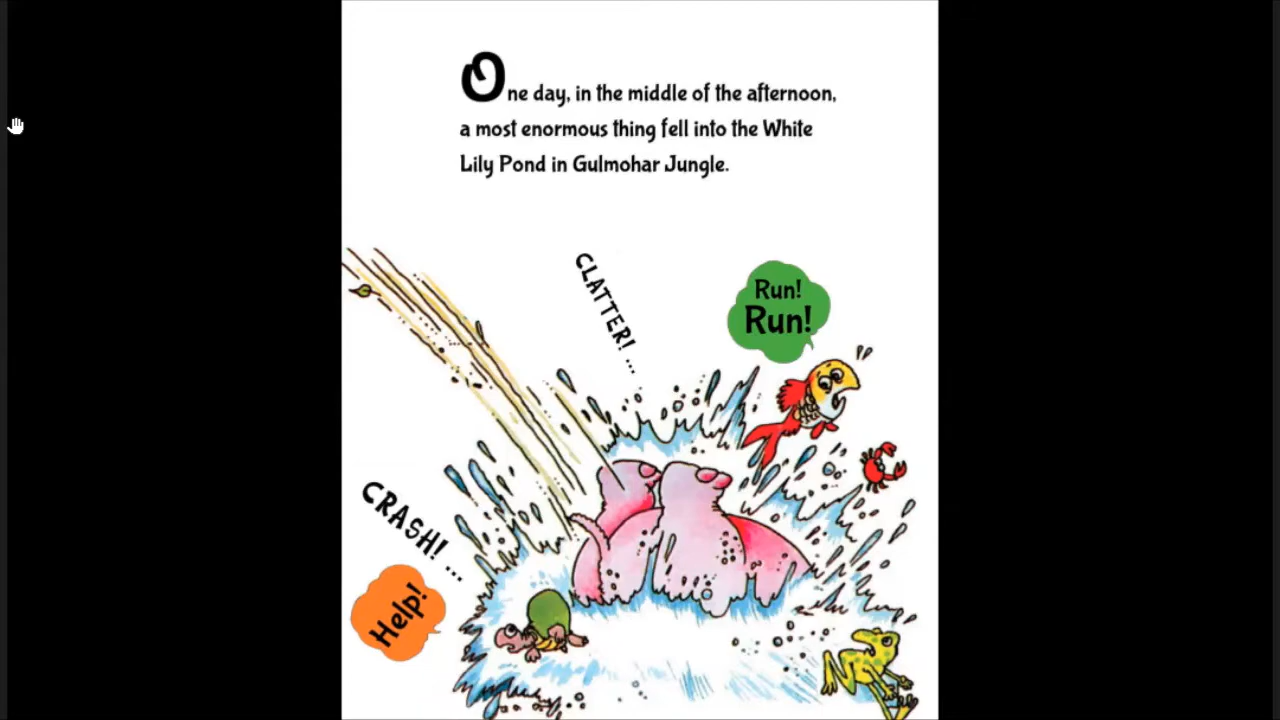 One day, in the middle of the afternoon,
a most enormous thing fell into the White
Lily Pond in Gulmohar Jungle.
CLATTER! ...
Run!
Run!
CRASH! ...
Help!